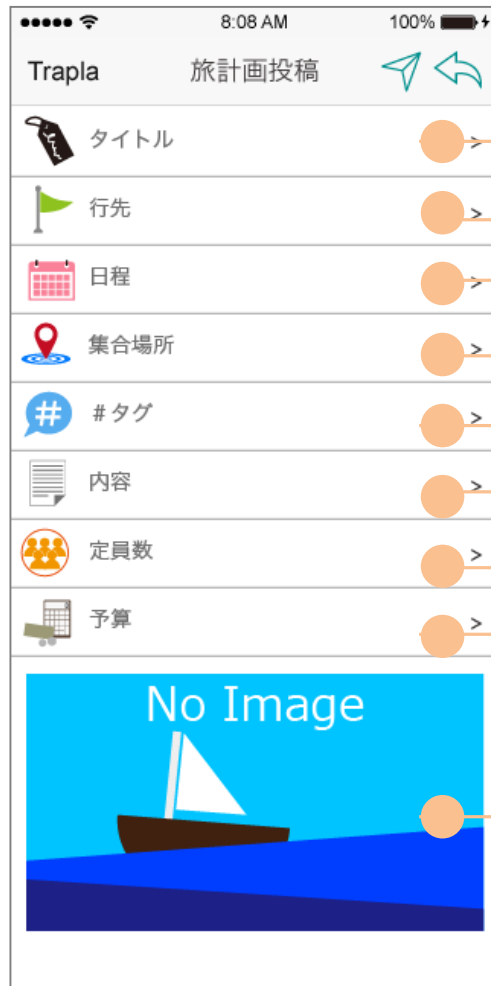 8:08 AM 100%
Trapla 旅計画投稿
タイトル >
行先 >
日程 >
集合場所 >
# #タグ >
内容 >
定員数 >
予算 >
No Image